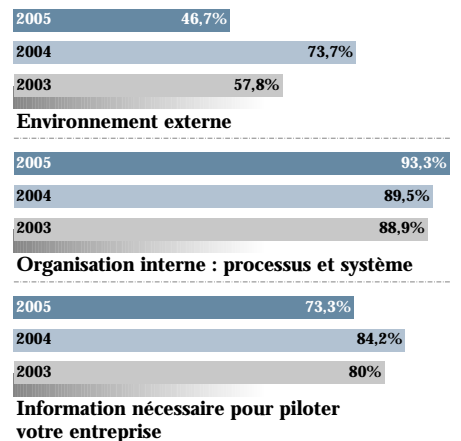 2005 46,7%
2004 73,7%
2003 57,8%
Environnement externe
2005 93,3%
2004 89,5%
2003 88,9%
Organisation interne : processus et système
2005 73,3%
2004 84,2%
2003 80%
Information nécessaire pour piloter
votre entreprise